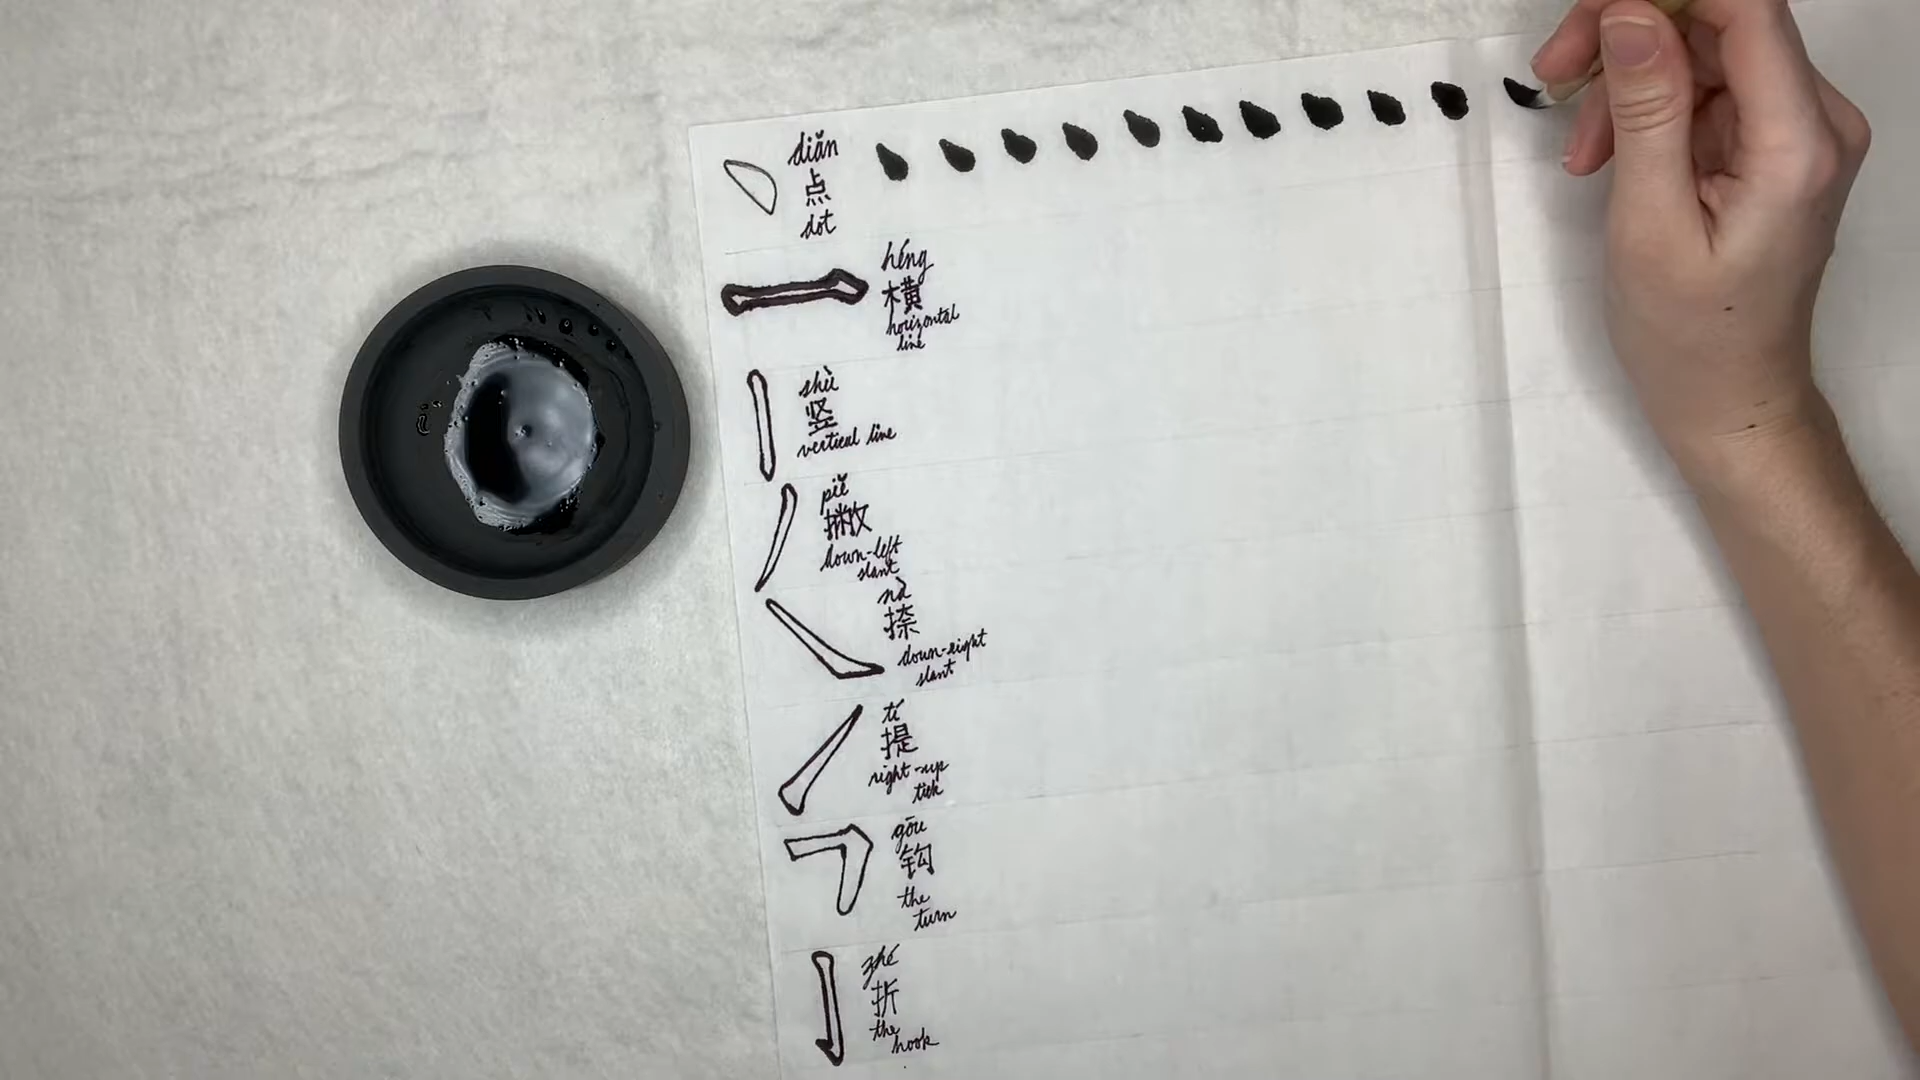 diǎn
点
dot
héng
横
horizontal
line
shù
竖
vertical line
piě
撇
down-left
slant
nà
捺
down-right
slant
tí
提
right-up
tick
gōu
钩
the
turn
zhé
折
the
hook